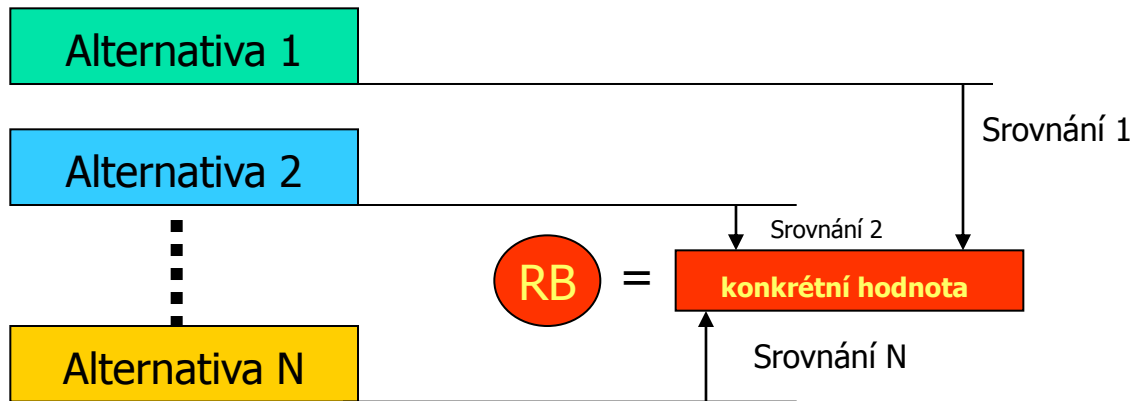 Alternativa 1
Srovnání 1
Alternativa 2
Srovnání 2
RB = konkrétní hodnota
Srovnání N
Alternativa N